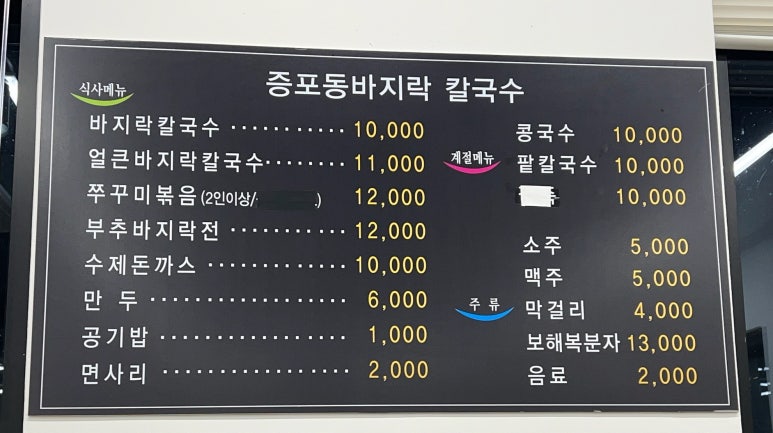 증포동바지락 칼국수
식사메뉴
바지락칼국수 ············ 10,000
얼큰바지락칼국수········ 11,000
쭈꾸미볶음 (2인이상/ .) 12,000
부추바지락전 ············ 12,000
수제돈까스 ·············· 10,000
만 두 ·················· 6,000
공기밥 ················· 1,000
면사리 ················· 2,000
계절메뉴
콩국수 10,000
팥칼국수 10,000
10,000
주 류
소주 5,000
맥주 5,000
막걸리 4,000
보해복분자 13,000
음료 2,000